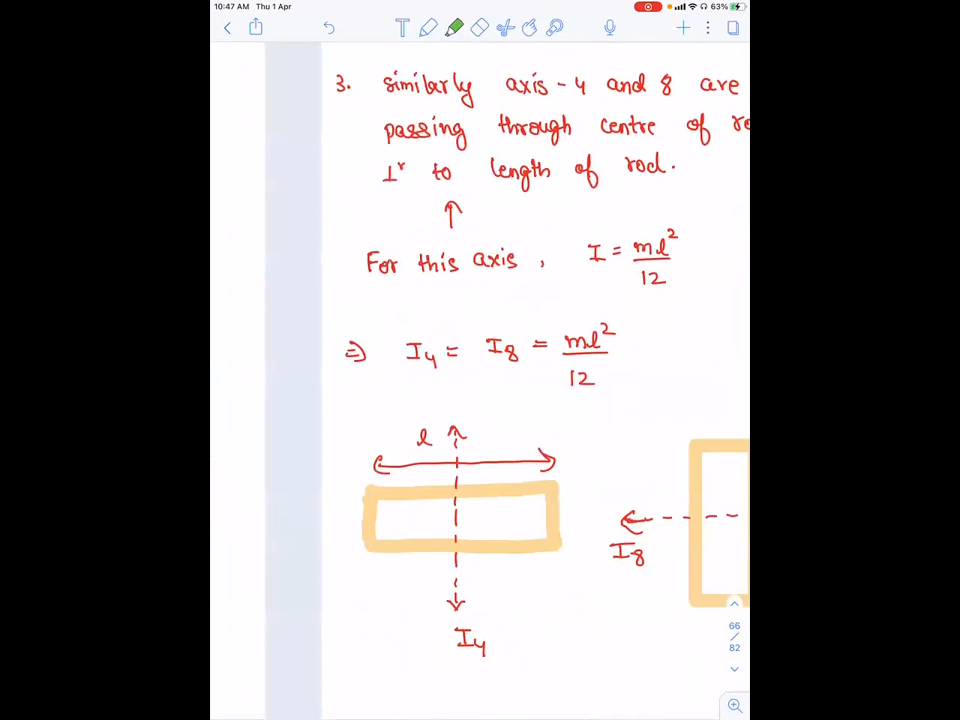 10:47 AM Thu 1 Apr
63%
3. similarly axis - 4 and 8 are
passing through centre of
⊥r to length of rod.
↑
For this axis, I = ml²/12
⇒ I₄ = I₈ = ml²/12
l
I₈
I₄
66
/
82